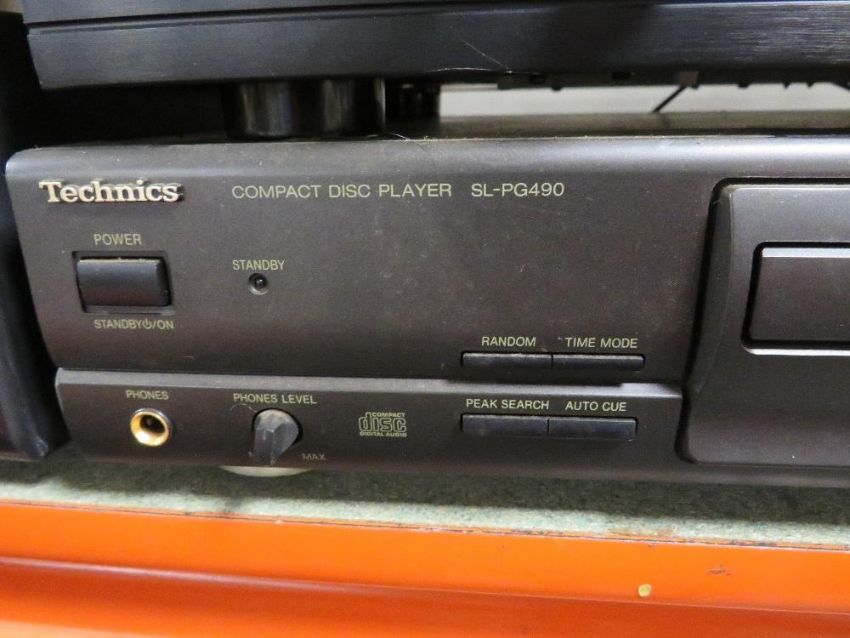 Technics COMPACT DISC PLAYER SL-PG490
POWER
STANDBY
STANDBY⏻/ON
RANDOM TIME MODE
PHONES PHONES LEVEL
MAX
COMPACT
disc
DIGITAL AUDIO
PEAK SEARCH AUTO CUE